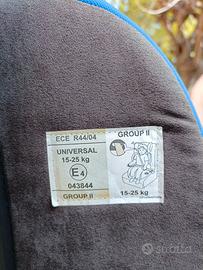 ECE R44/04
UNIVERSAL
15-25 kg
E4
043844
GROUP II
GROUP II
15-25 kg
subito